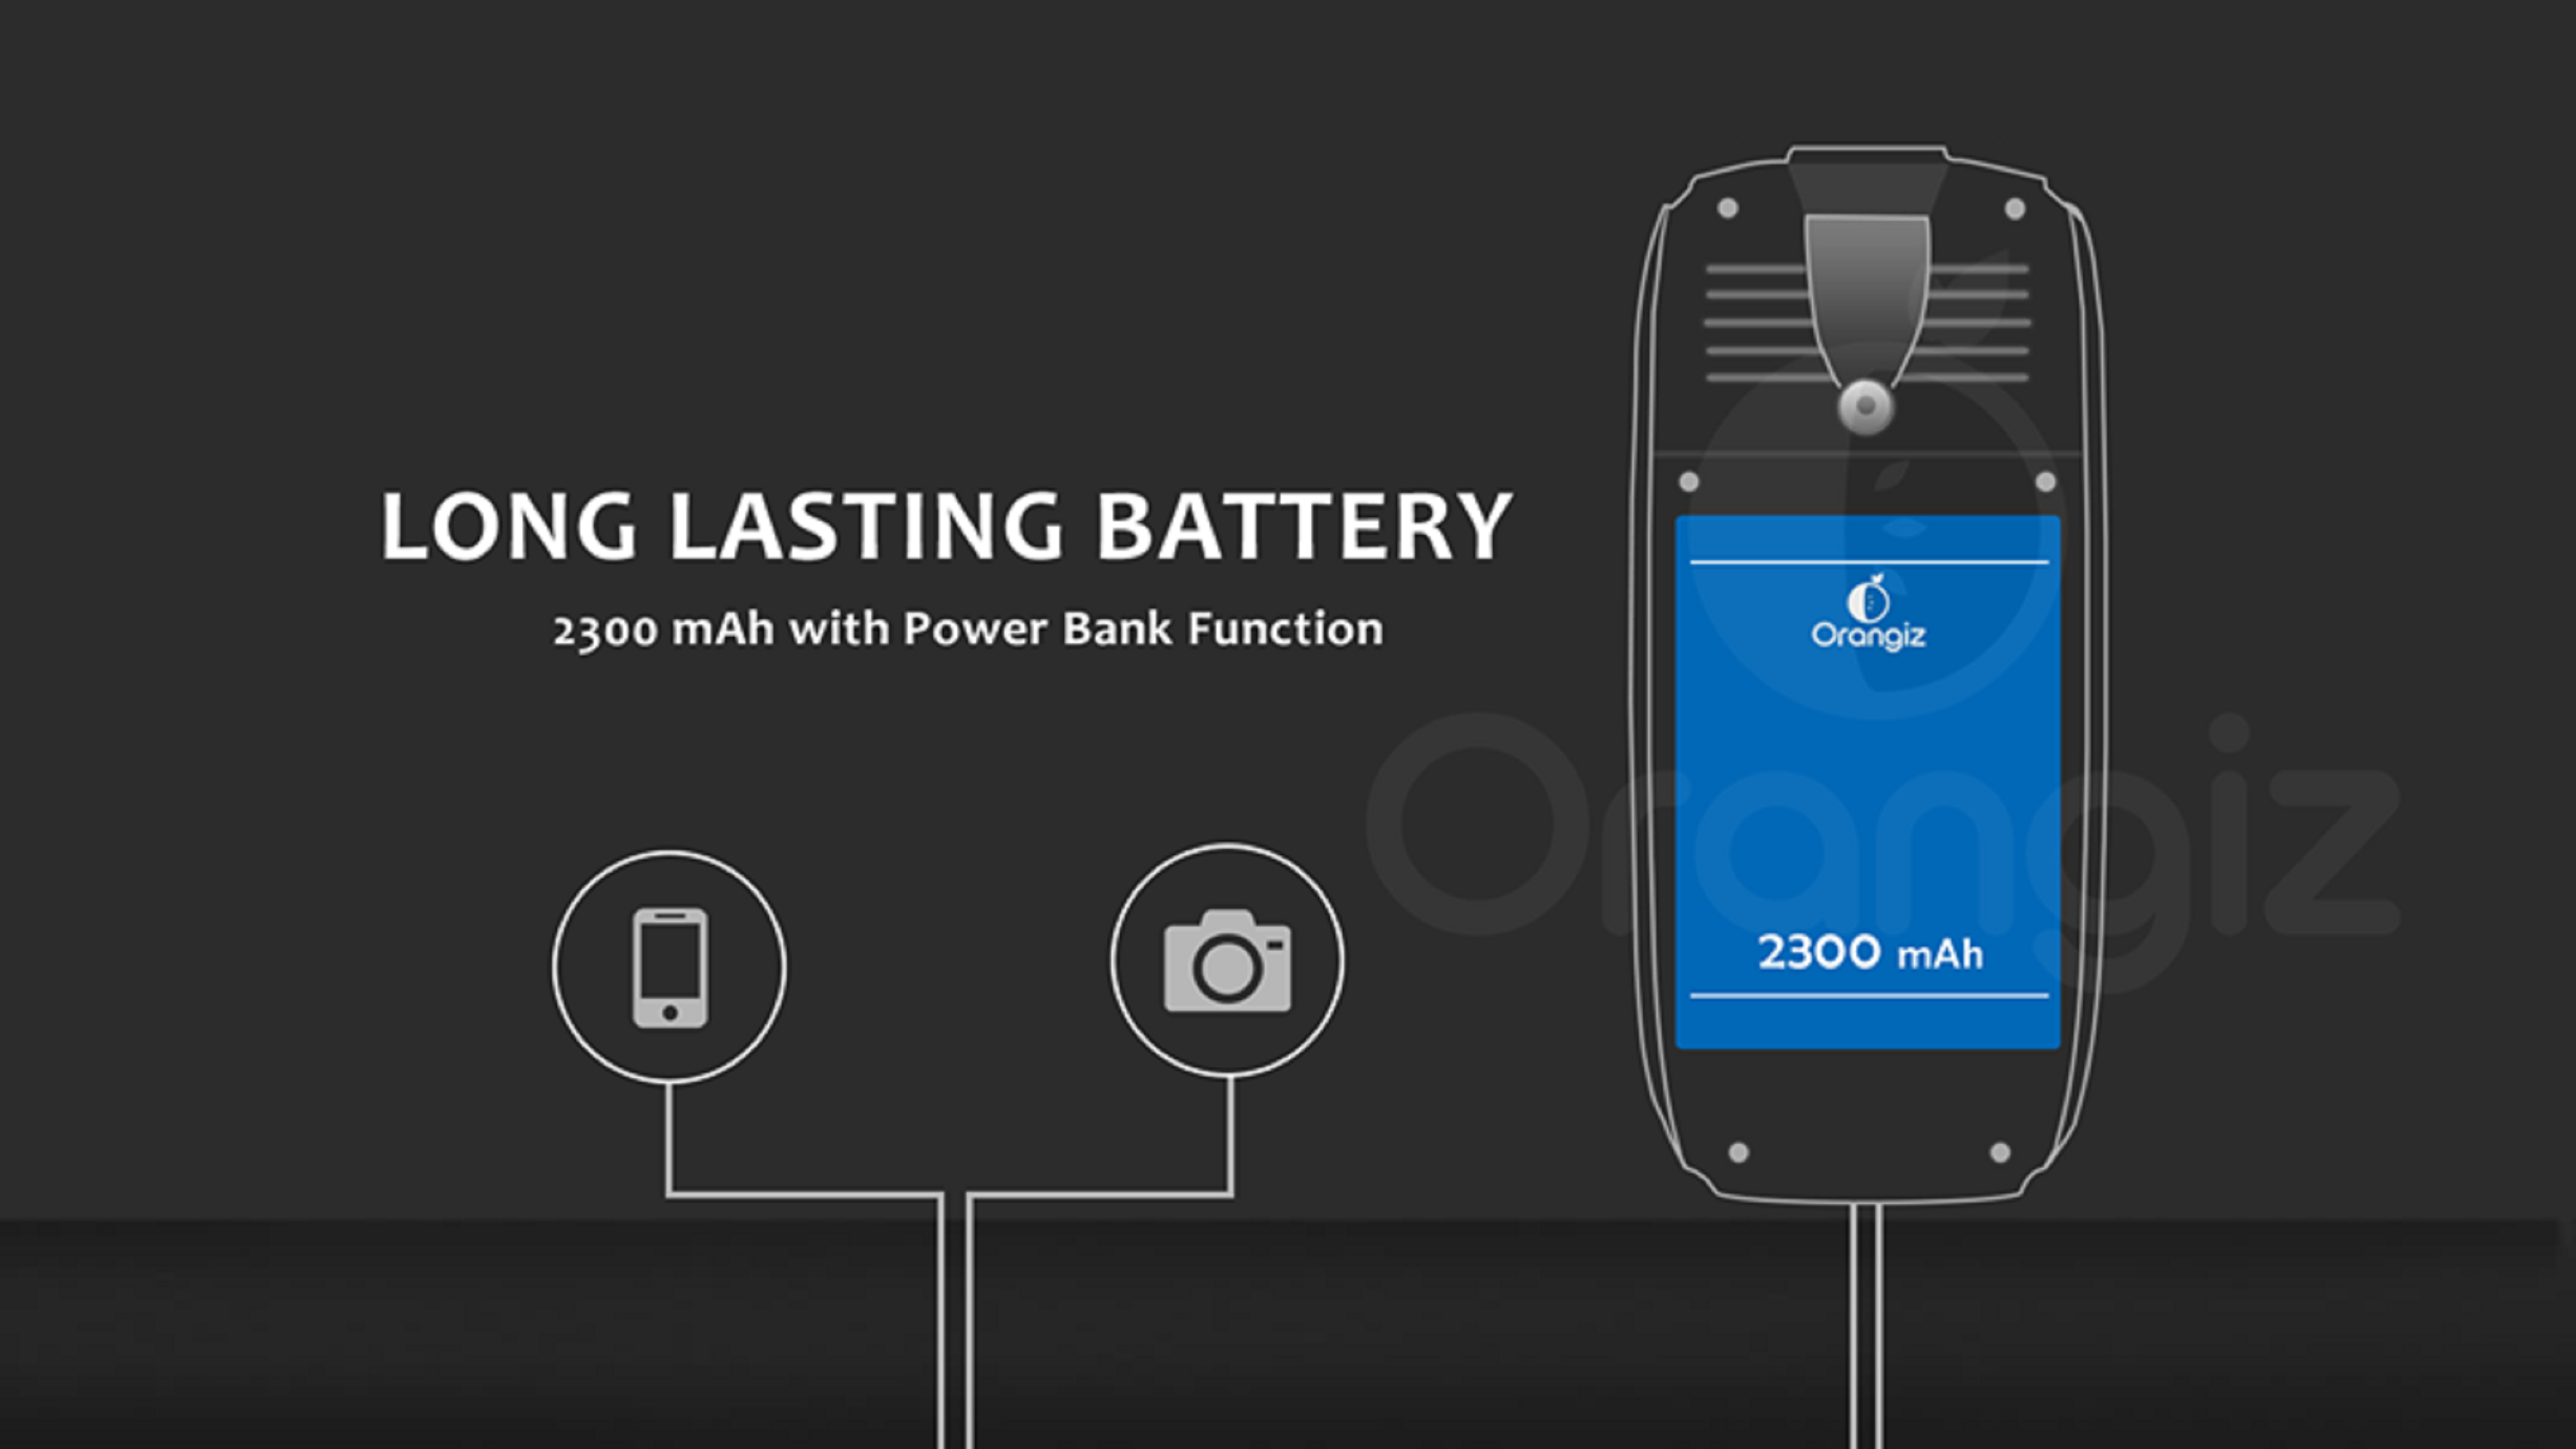 LONG LASTING BATTERY
2300 mAh with Power Bank Function
Orangiz
2300 mAh
Orangiz